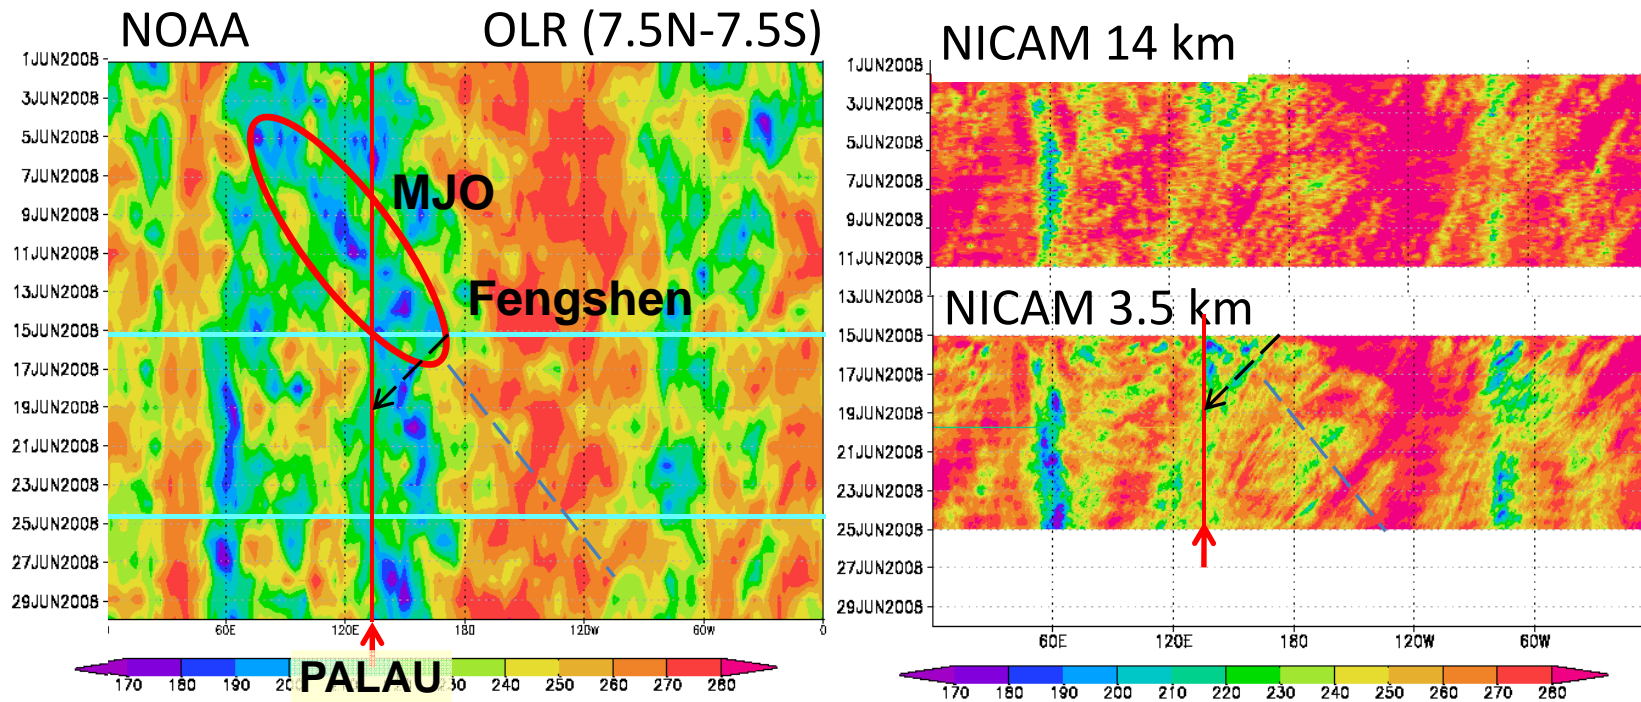 NOAA OLR (7.5N-7.5S)
1JUN2008
3JUN2008
5JUN2008
7JUN2008
9JUN2008
11JUN2008
13JUN2008
15JUN2008
17JUN2008
19JUN2008
21JUN2008
23JUN2008
25JUN2008
27JUN2008
29JUN2008
MJO
Fengshen
60E 120E 180 120W 60W 0
PALAU
170 180 190 240 250 260 270 280
NICAM 14 km
1JUN2008
3JUN2008
5JUN2008
7JUN2008
9JUN2008
11JUN2008
13JUN2008
NICAM 3.5 km
15JUN2008
17JUN2008
19JUN2008
21JUN2008
23JUN2008
25JUN2008
27JUN2008
29JUN2008
60E 120E 180 120W 60W
170 180 190 200 210 220 230 240 250 260 270 280